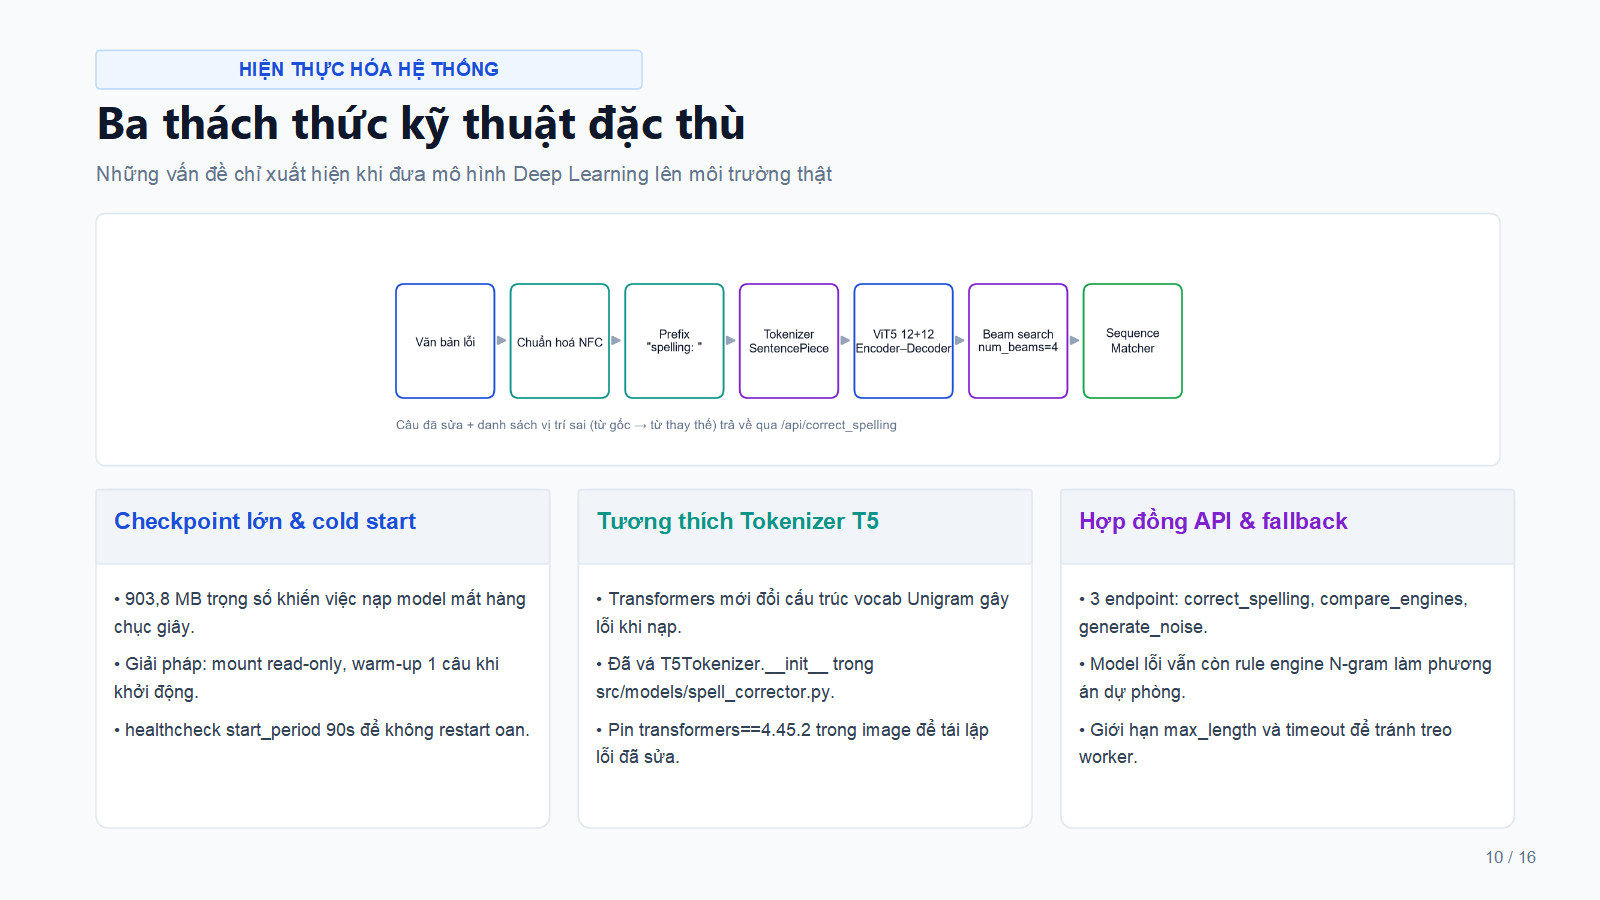 HIỆN THỰC HÓA HỆ THỐNG
Ba thách thức kỹ thuật đặc thù
Những vấn đề chỉ xuất hiện khi đưa mô hình Deep Learning lên môi trường thật
Văn bản lỗi
Chuẩn hoá NFC
Prefix
"spelling: "
Tokenizer
SentencePiece
ViT5 12+12
Encoder–Decoder
Beam search
num_beams=4
Sequence
Matcher
Câu đã sửa + danh sách vị trí sai (từ gốc → từ thay thế) trả về qua /api/correct_spelling
Checkpoint lớn & cold start
• 903,8 MB trọng số khiến việc nạp model mất hàng
chục giây.
• Giải pháp: mount read-only, warm-up 1 câu khi
khởi động.
• healthcheck start_period 90s để không restart oan.
Tương thích Tokenizer T5
• Transformers mới đổi cấu trúc vocab Unigram gây
lỗi khi nạp.
• Đã vá T5Tokenizer.__init__ trong
src/models/spell_corrector.py.
• Pin transformers==4.45.2 trong image để tái lập
lỗi đã sửa.
Hợp đồng API & fallback
• 3 endpoint: correct_spelling, compare_engines,
generate_noise.
• Model lỗi vẫn còn rule engine N-gram làm phương
án dự phòng.
• Giới hạn max_length và timeout để tránh treo
worker.
10 / 16